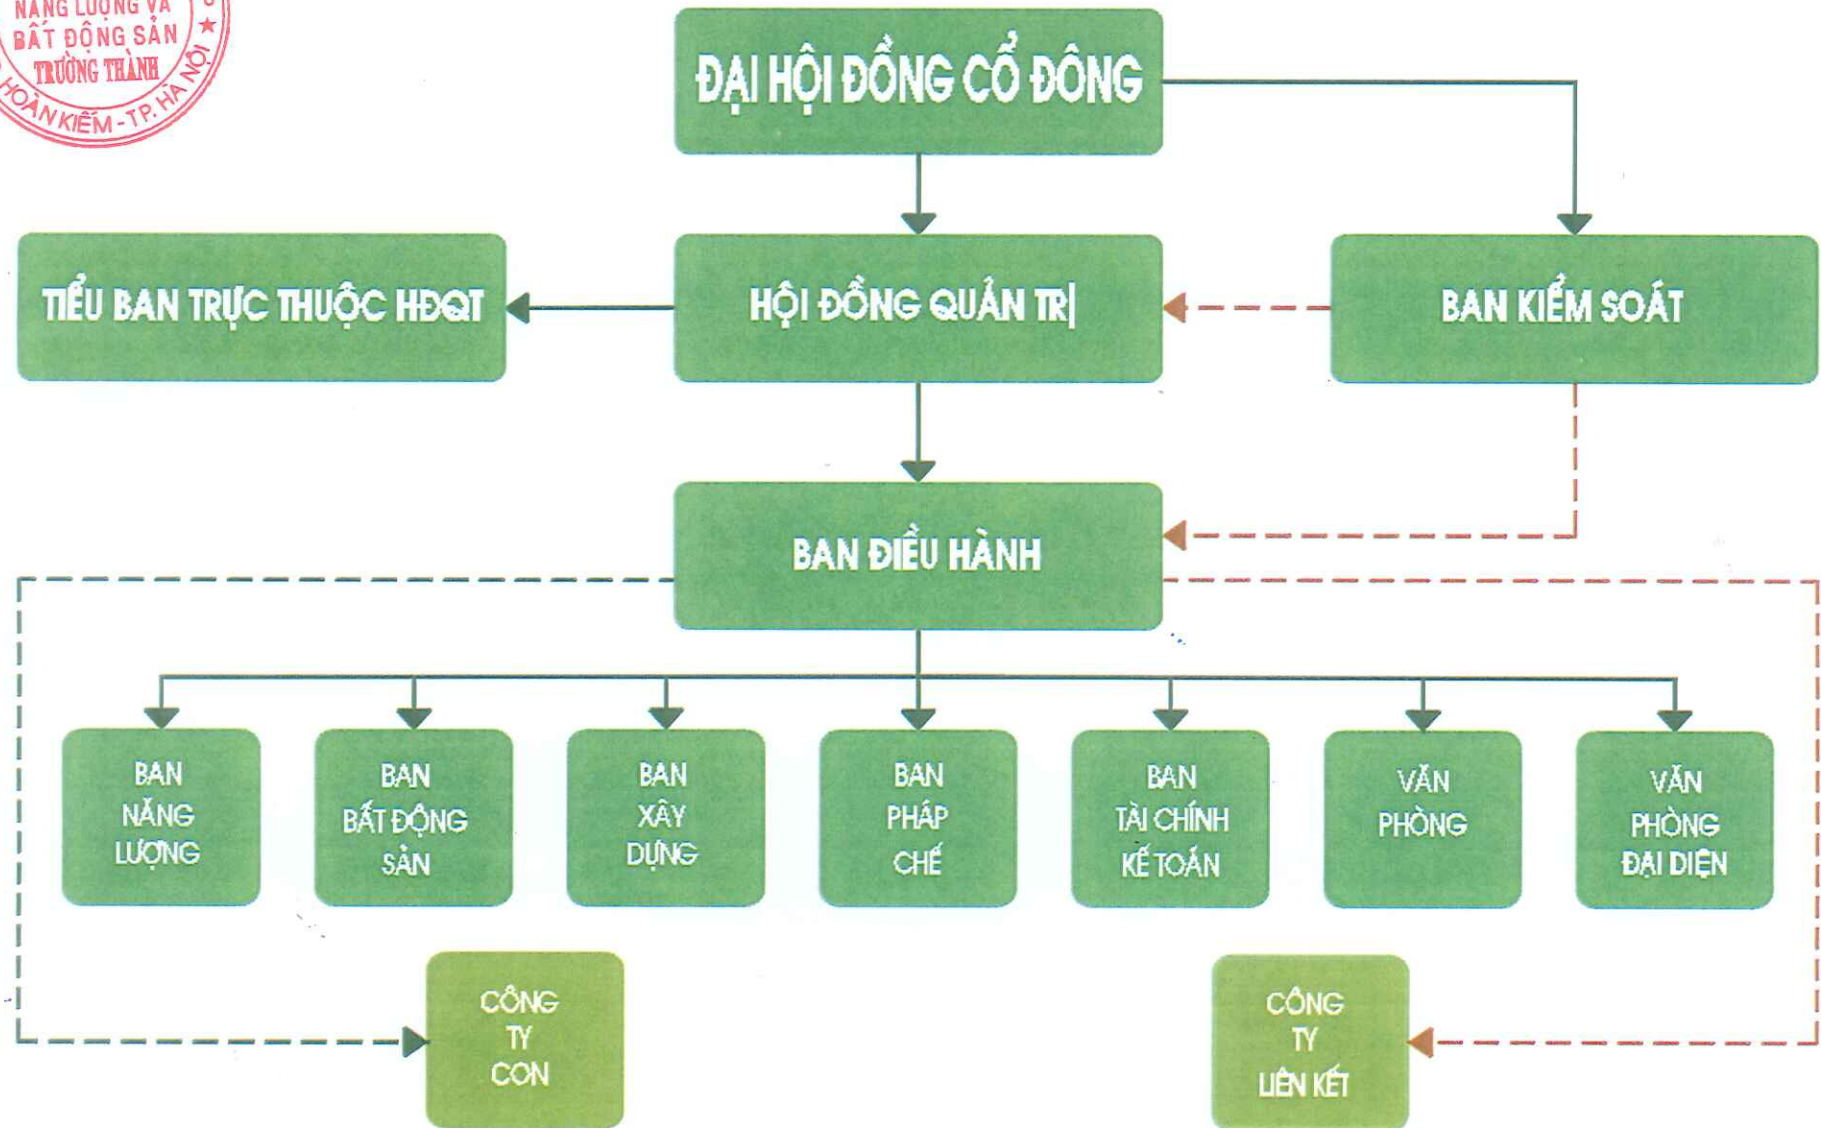 NĂNG LƯỢNG VÀ
BẤT ĐỘNG SẢN
TRƯỜNG THÀNH
HOÀN KIẾM - TP. HÀ NỘI
ĐẠI HỘI ĐỒNG CỔ ĐÔNG
TIỂU BAN TRỰC THUỘC HĐQT
HỘI ĐỒNG QUẢN TRỊ
BAN KIỂM SOÁT
BAN ĐIỀU HÀNH
BAN
NĂNG
LƯỢNG
BAN
BẤT ĐỘNG
SẢN
BAN
XÂY
DỰNG
BAN
PHÁP
CHẾ
BAN
TÀI CHÍNH
KẾ TOÁN
VĂN
PHÒNG
VĂN
PHÒNG
ĐẠI DIỆN
CÔNG
TY
CON
CÔNG
TY
LIÊN KẾT